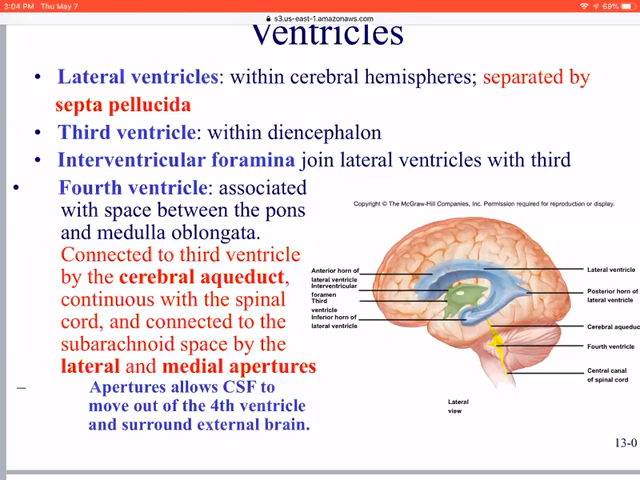 3:04 PM Thu May 7
69%
s3.us-east-1.amazonaws.com
Ventricles
• Lateral ventricles: within cerebral hemispheres; separated by
septa pellucida
• Third ventricle: within diencephalon
• Interventricular foramina join lateral ventricles with third
• Fourth ventricle: associated
with space between the pons
and medulla oblongata.
Connected to third ventricle
by the cerebral aqueduct,
continuous with the spinal
cord, and connected to the
subarachnoid space by the
lateral and medial apertures
– Apertures allows CSF to
move out of the 4th ventricle
and surround external brain.
Copyright © The McGraw-Hill Companies, Inc. Permission required for reproduction or display.
Anterior horn of
lateral ventricle
Interventricular
foramen
Third
ventricle
Inferior horn of
lateral ventricle
Lateral ventricle
Posterior horn of
lateral ventricle
Cerebral aqueduc
Fourth ventricle
Central canal
of spinal cord
Lateral
view
13-0